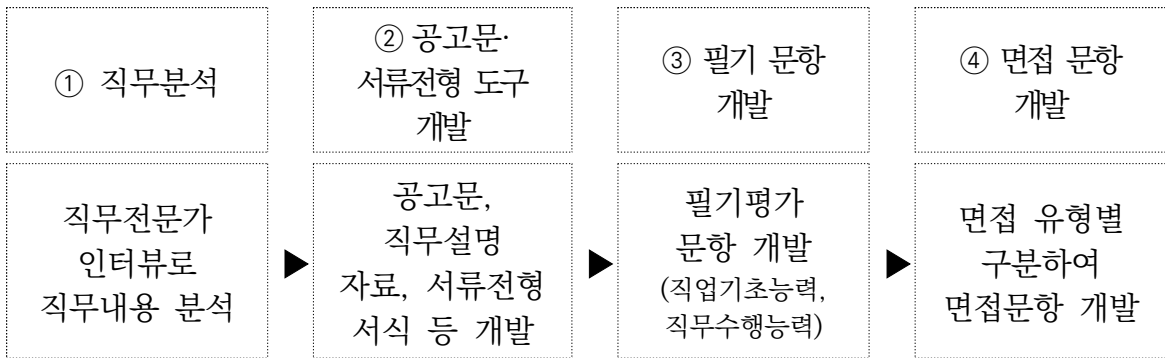 ① 직무분석
② 공고문·
서류전형 도구
개발
③ 필기 문항
개발
④ 면접 문항
개발
직무전문가
인터뷰로
직무내용 분석
▶
공고문,
직무설명
자료, 서류전형
서식 등 개발
▶
필기평가
문항 개발
(직업기초능력,
직무수행능력)
▶
면접 유형별
구분하여
면접문항 개발